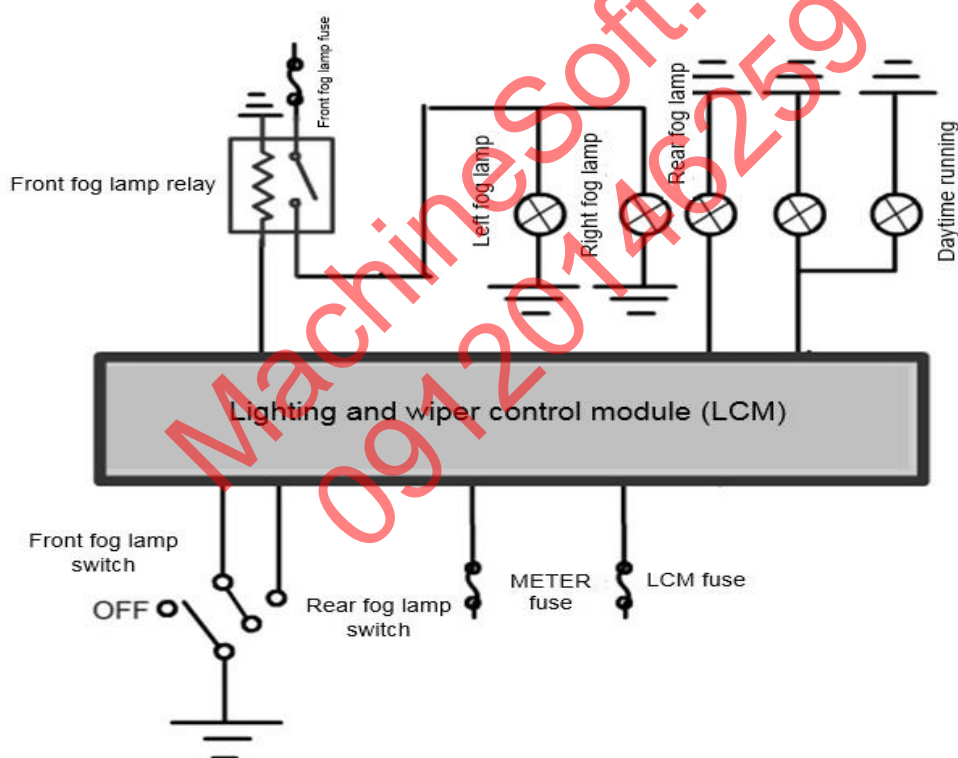 Front fog lamp fuse
Front fog lamp relay
Left fog lamp
Right fog lamp
Rear fog lamp
Daytime running
Lighting and wiper control module (LCM)
Front fog lamp
switch
OFF
Rear fog lamp
switch
METER
fuse
LCM fuse
MachineSoft.
09120146259